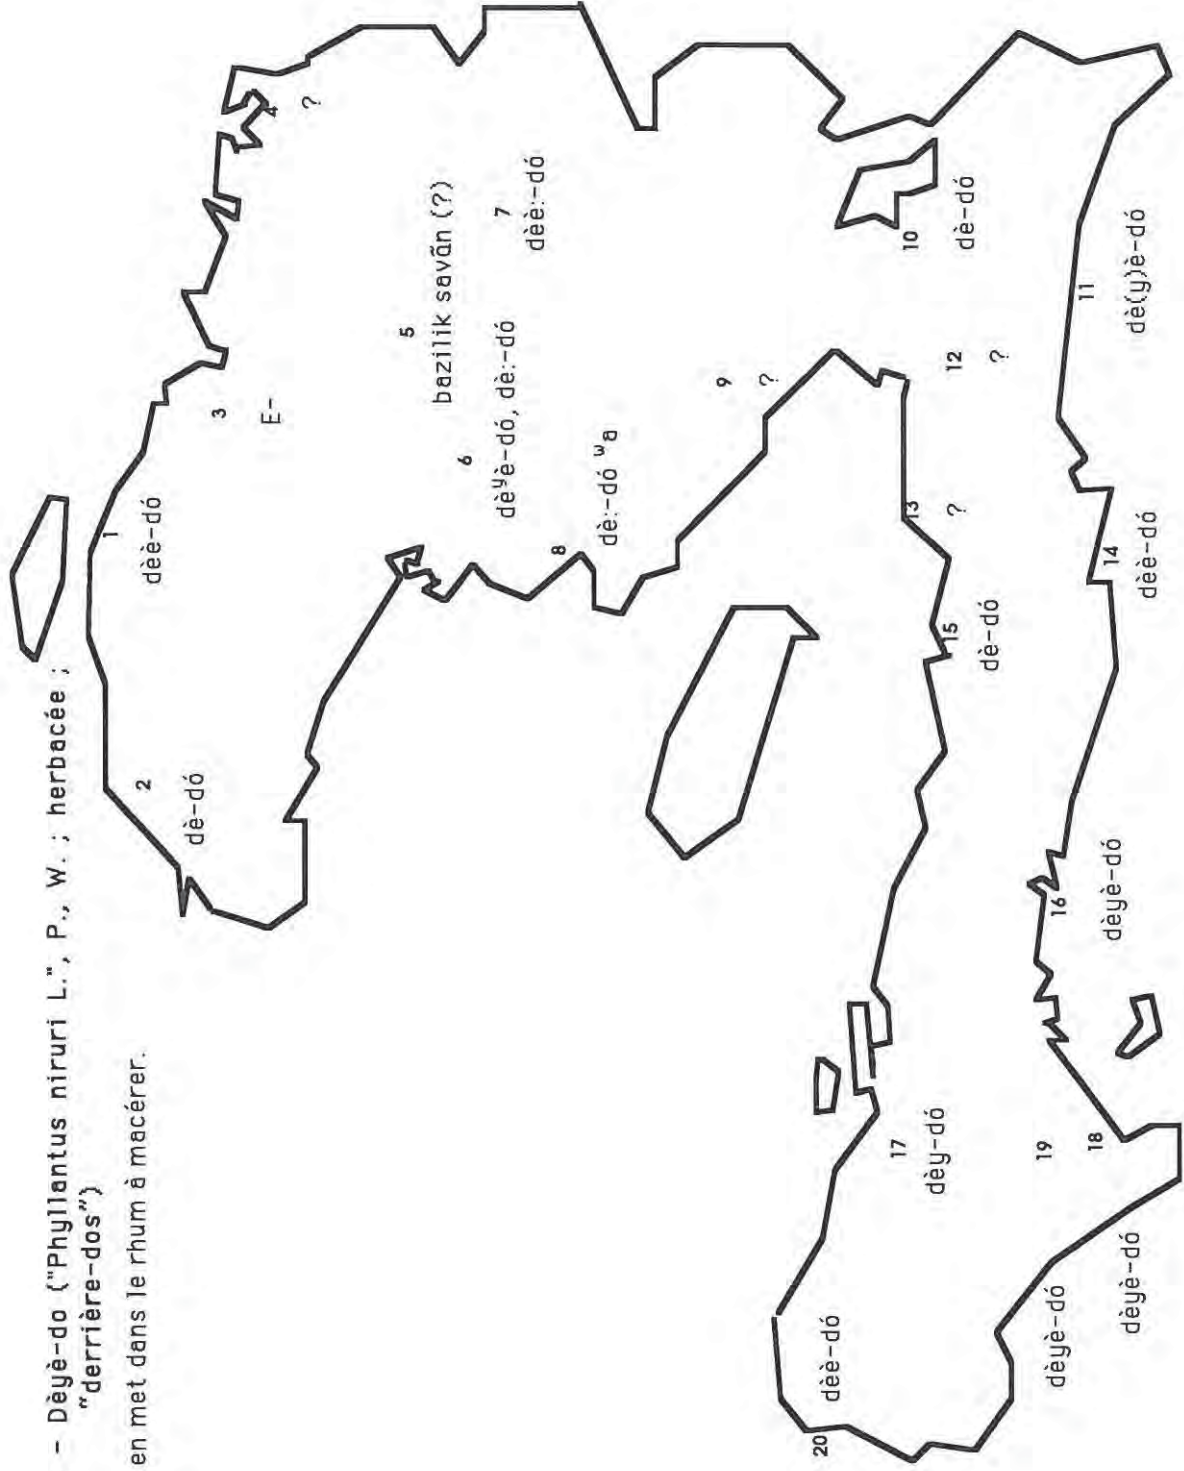 - Dèyè-do ("Phyllantus niruri L.", P., W. ; herbacée ;
"derrière-dos")
en met dans le rhum à macérer.
1
dèè-dó
2
dè-dó
3
E-
4
?
5
bazilik savãn (?)
6
dèʸè-dó, dè:-dó
7
dèè:-dó
8
dè:-dó ʷa
9
?
10
dè-dó
11
dè(y)è-dó
12
?
13
?
14
dèè-dó
15
dè-dó
16
dèyè-dó
17
dèy-dó
18
dèyè-dó
19
dèyè-dó
20
dèè-dó